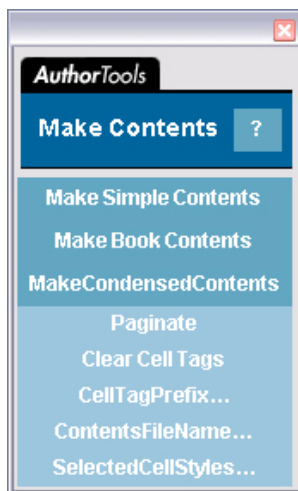 AuthorTools
Make Contents ?
Make Simple Contents
Make Book Contents
MakeCondensedContents
Paginate
Clear Cell Tags
CellTagPrefix...
ContentsFileName...
SelectedCellStyles...